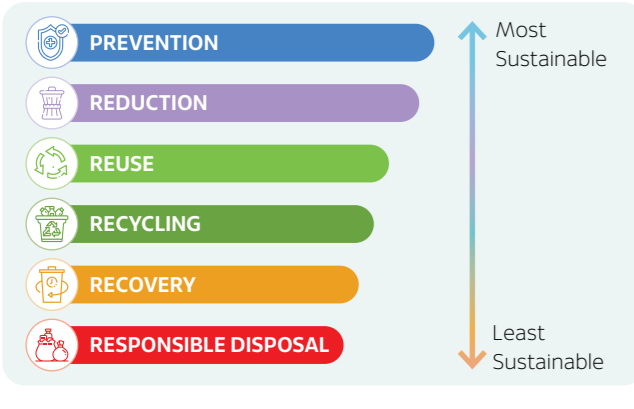 PREVENTION
Most
Sustainable
REDUCTION
REUSE
RECYCLING
RECOVERY
RESPONSIBLE DISPOSAL
Least
Sustainable